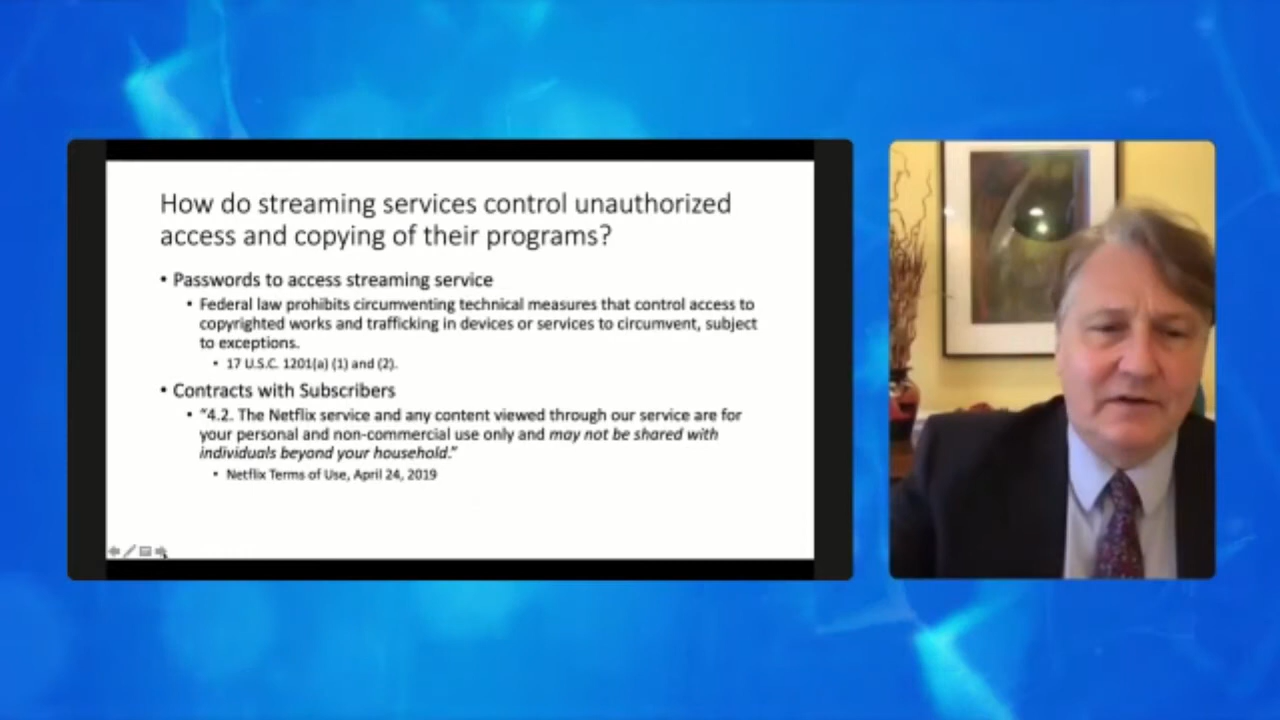 How do streaming services control unauthorized
access and copying of their programs?
• Passwords to access streaming service
• Federal law prohibits circumventing technical measures that control access to
copyrighted works and trafficking in devices or services to circumvent, subject
to exceptions.
• 17 U.S.C. 1201(a) (1) and (2).
• Contracts with Subscribers
• “4.2. The Netflix service and any content viewed through our service are for
your personal and non-commercial use only and may not be shared with
individuals beyond your household.”
• Netflix Terms of Use, April 24, 2019